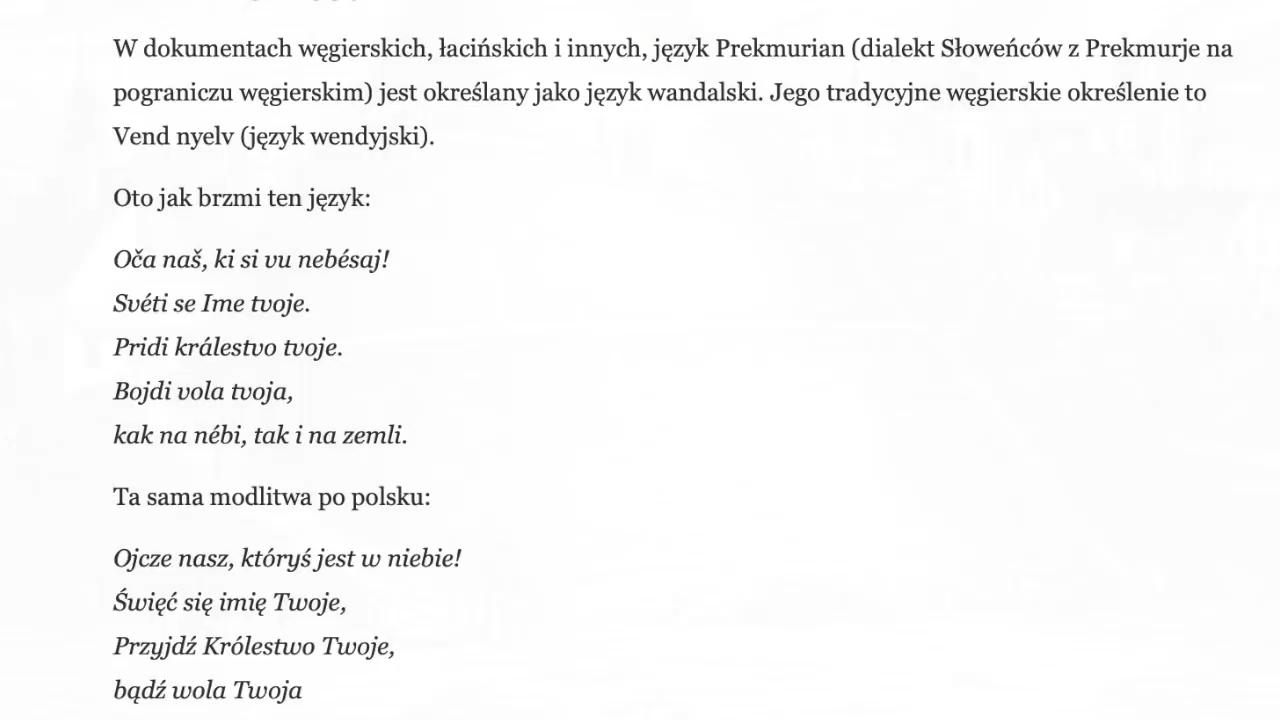 W dokumentach węgierskich, łacińskich i innych, język Prekmurian (dialekt Słoweńców z Prekmurje na
pograniczu węgierskim) jest określany jako język wandalski. Jego tradycyjne węgierskie określenie to
Vend nyelv (język wendyjski).
Oto jak brzmi ten język:
Oča naš, ki si vu nebésaj!
Svéti se Ime tvoje.
Pridi králestvo tvoje.
Bojdi vola tvoja,
kak na nébi, tak i na zemli.
Ta sama modlitwa po polsku:
Ojcze nasz, któryś jest w niebie!
Święć się imię Twoje,
Przyjdź Królestwo Twoje,
bądź wola Twoja